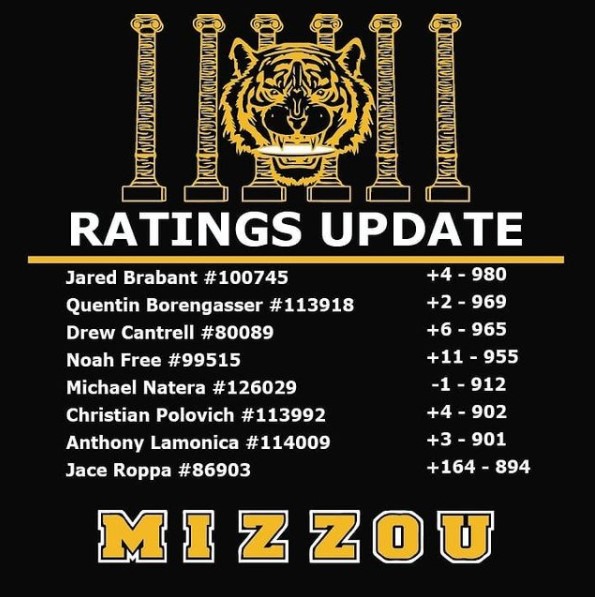 RATINGS UPDATE
Jared Brabant #100745 +4 - 980
Quentin Borengasser #113918 +2 - 969
Drew Cantrell #80089 +6 - 965
Noah Free #99515 +11 - 955
Michael Natera #126029 -1 - 912
Christian Polovich #113992 +4 - 902
Anthony Lamonica #114009 +3 - 901
Jace Roppa #86903 +164 - 894
MIZZOU